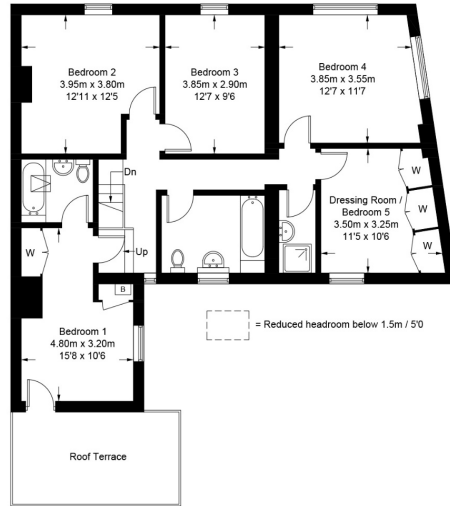 Bedroom 2
3.95m x 3.80m
12'11 x 12'5
Bedroom 3
3.85m x 2.90m
12'7 x 9'6
Bedroom 4
3.85m x 3.55m
12'7 x 11'7
Dn
W
Dressing Room /
Bedroom 5
3.50m x 3.25m
11'5 x 10'6
W
W
W
Up
B
Bedroom 1
4.80m x 3.20m
15'8 x 10'6
= Reduced headroom below 1.5m / 5'0
Roof Terrace